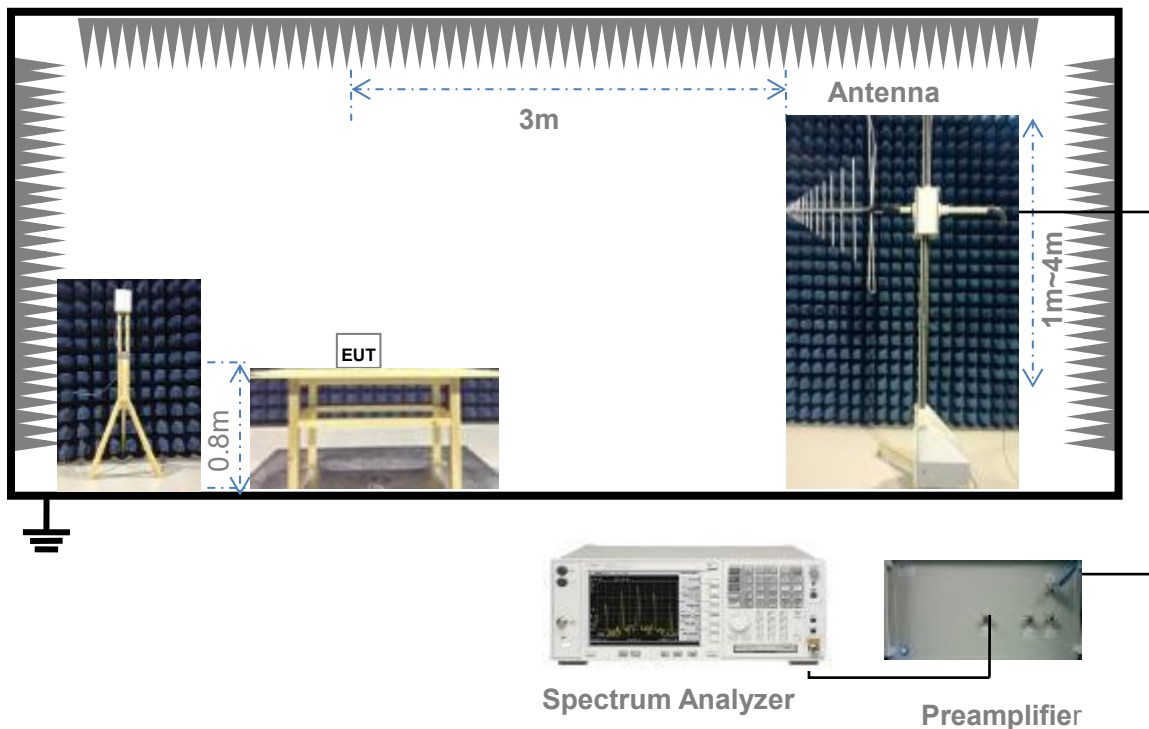 Antenna
3m
1m~4m
EUT
0.8m
Spectrum Analyzer
Preamplifier